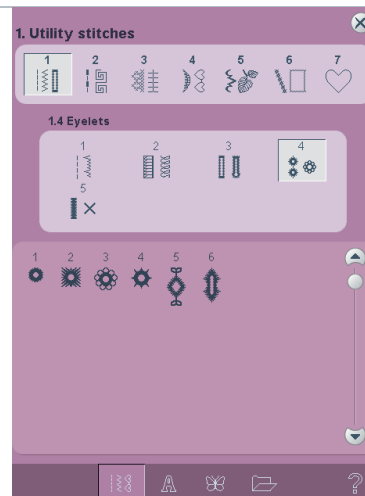 1. Utility stitches
1 2 3 4 5 6 7
1.4 Eyelets
1 2 3 4
5
1 2 3 4 5 6
A ?